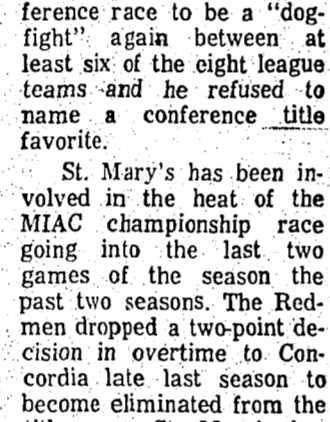 ference race to be a "dog-
fight" again between at
least six of the eight league
teams and he refused to
name a conference title
favorite.
St. Mary's has been in-
volved in the heat of the
MIAC championship race
going into the last two
games of the season the
past two seasons. The Red-
men dropped a two-point de-
cision in overtime to Con-
cordia late last season to
become eliminated from the